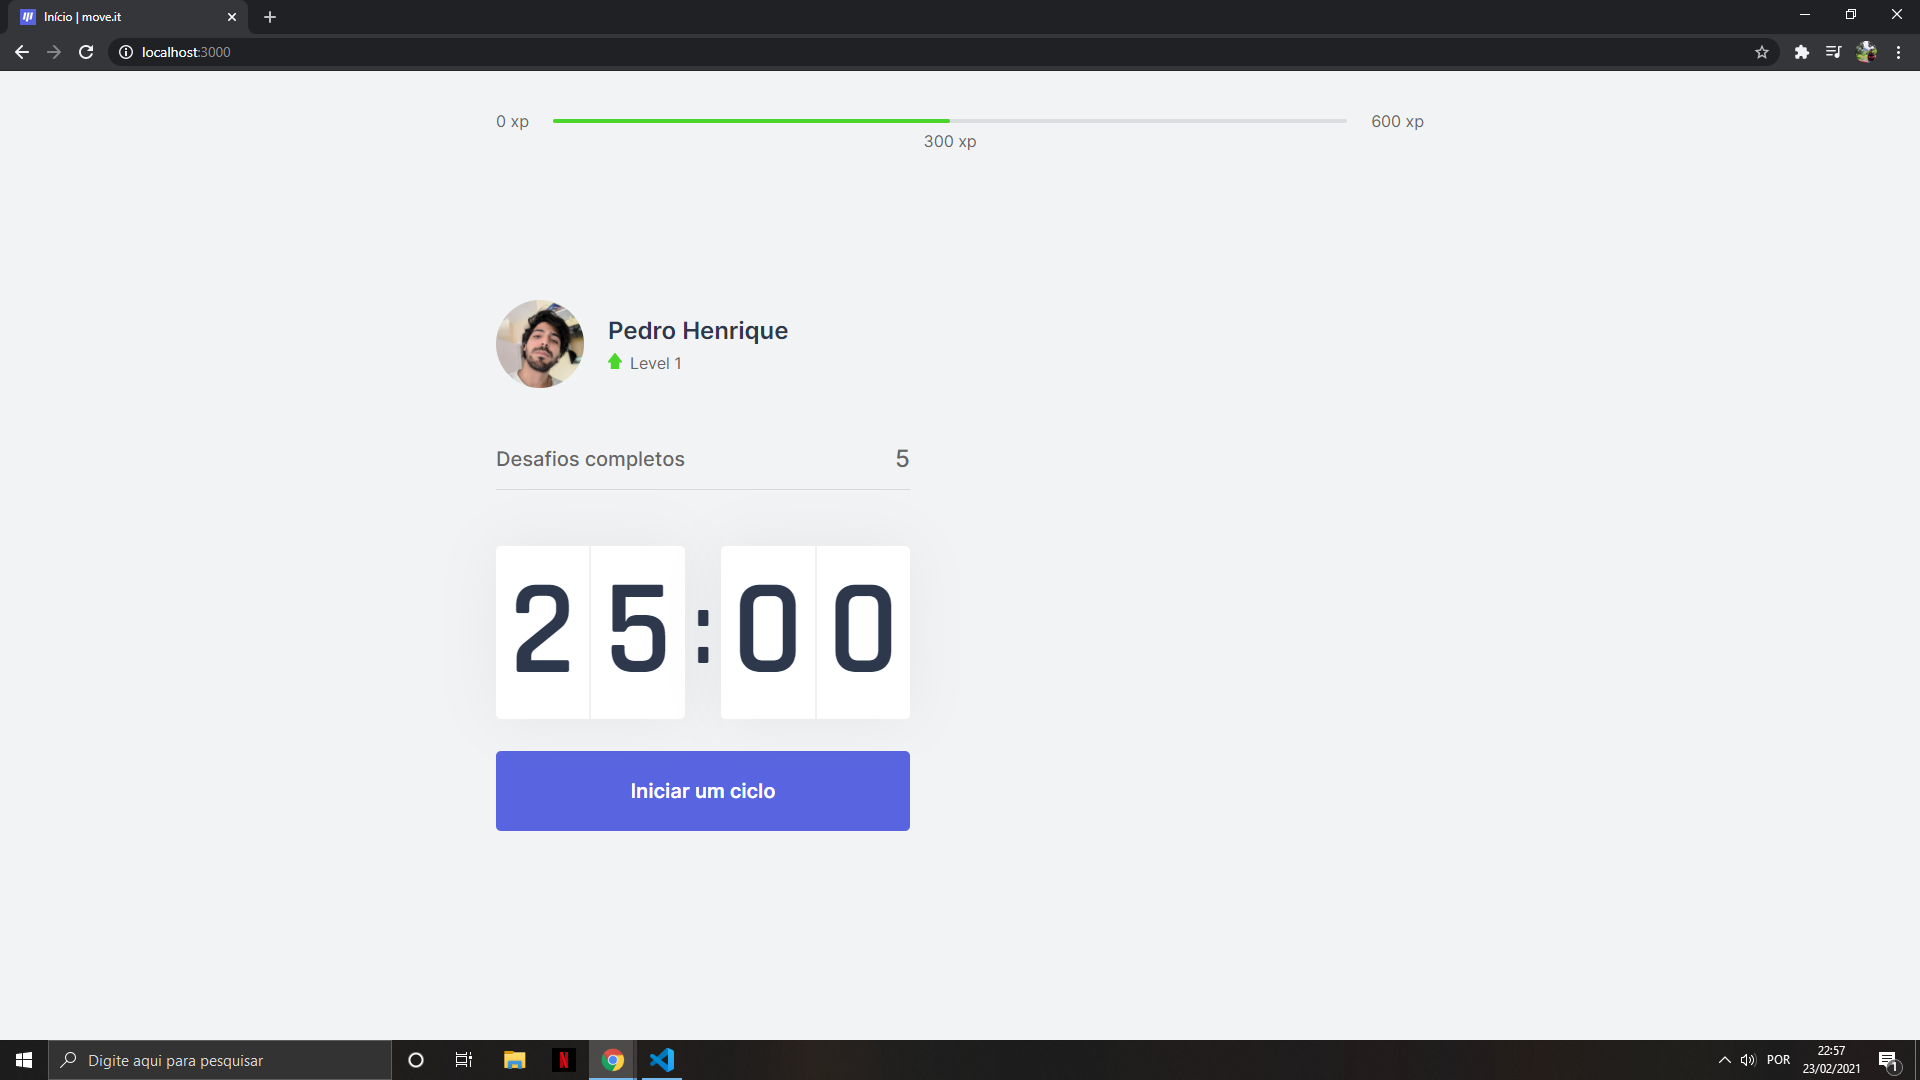 Início | move.it
localhost:3000
0 xp
600 xp
300 xp
Pedro Henrique
Level 1
Desafios completos
5
25:00
Iniciar um ciclo
Digite aqui para pesquisar
POR
22:57
23/02/2021
1